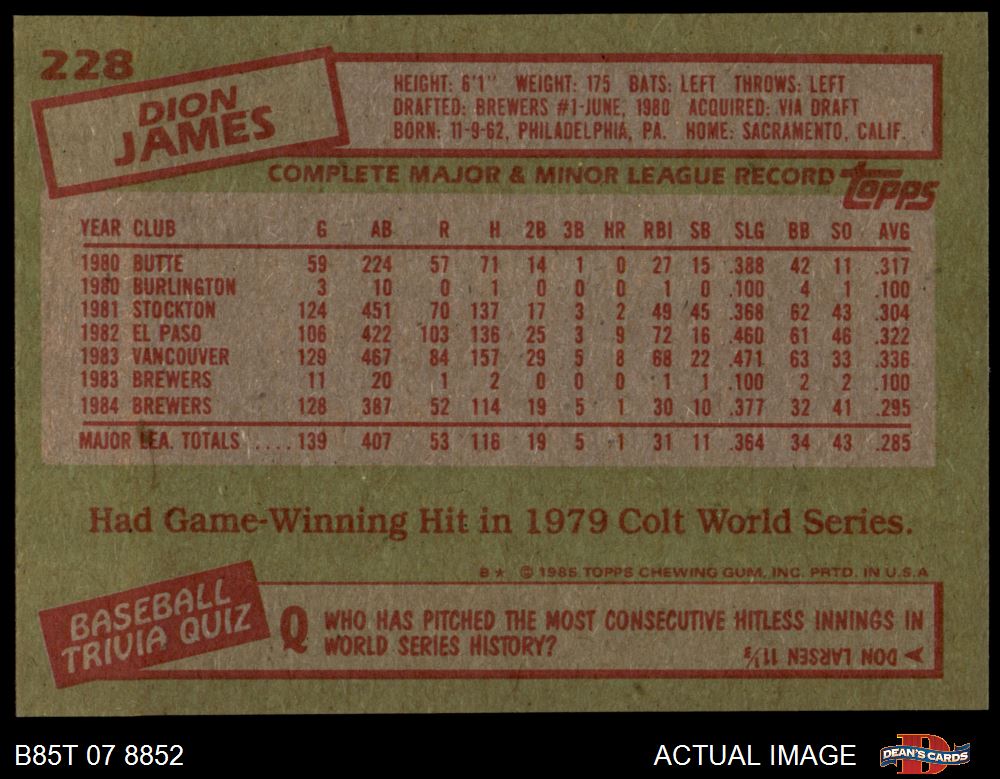 228
DION
JAMES
HEIGHT: 6'1" WEIGHT: 175 BATS: LEFT THROWS: LEFT
DRAFTED: BREWERS #1-JUNE, 1980 ACQUIRED: VIA DRAFT
BORN: 11-9-62, PHILADELPHIA, PA. HOME: SACRAMENTO, CALIF.
COMPLETE MAJOR & MINOR LEAGUE RECORD topps
YEAR CLUB G AB R H 2B 3B HR RBI SB SLG BB SO AVG
1980 BUTTE 59 224 57 71 14 1 0 27 15 .388 42 11 .317
1980 BURLINGTON 3 10 0 1 0 0 0 1 0 .100 4 1 .100
1981 STOCKTON 124 451 70 137 17 3 2 49 45 .368 62 43 .304
1982 EL PASO 106 422 103 136 25 3 9 72 16 .460 61 46 .322
1983 VANCOUVER 129 467 84 157 29 5 8 68 22 .471 63 33 .336
1983 BREWERS 11 20 1 2 0 0 0 1 1 .100 2 2 .100
1984 BREWERS 128 387 52 114 19 5 1 30 10 .377 32 41 .295
MAJOR LEA. TOTALS .... 139 407 53 116 19 5 1 31 11 .364 34 43 .285
Had Game-Winning Hit in 1979 Colt World Series.
B★ © 1985 TOPPS CHEWING GUM, INC. PRTD. IN U.S.A
BASEBALL
TRIVIA QUIZ
Q WHO HAS PITCHED THE MOST CONSECUTIVE HITLESS INNINGS IN
WORLD SERIES HISTORY?
DON LARSEN 11⅓
B85T 07 8852
ACTUAL IMAGE
DEAN'S CARDS